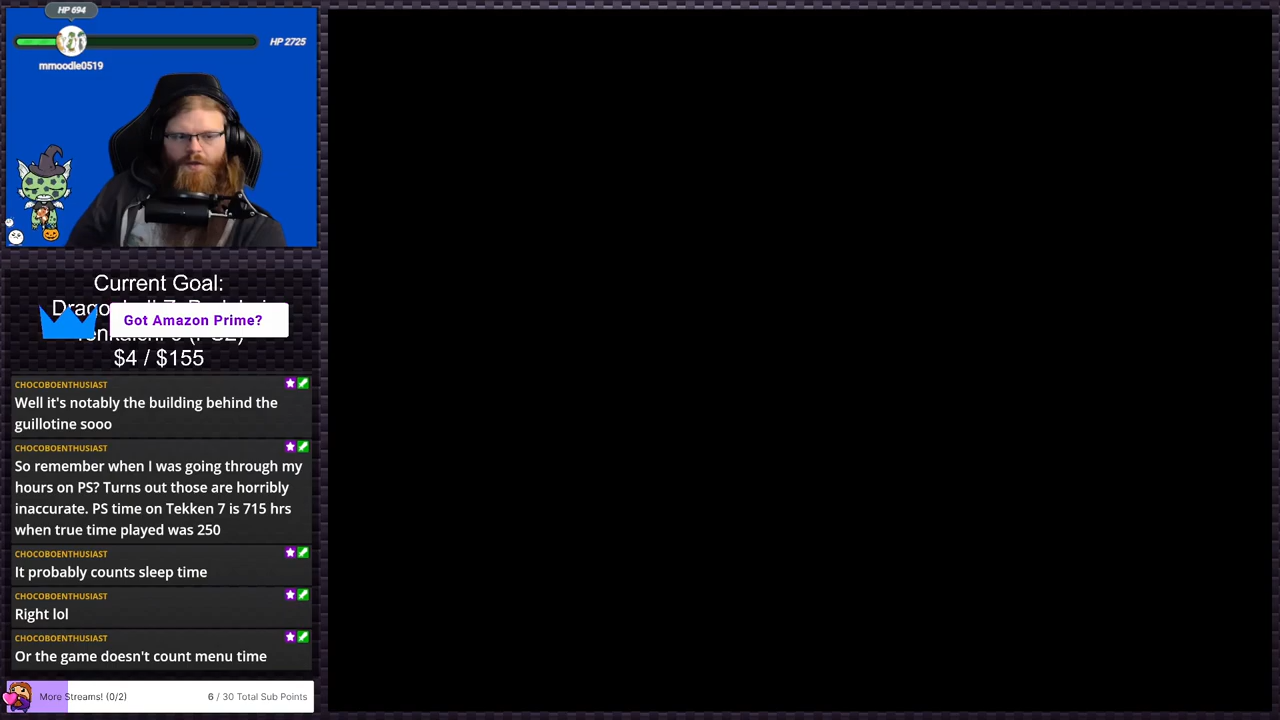 HP 694
HP 2725
mmoodle0519
Current Goal:
Got Amazon Prime?
$4 / $155
CHOCOBOENTHUSIAST
Well it's notably the building behind the
guillotine sooo
CHOCOBOENTHUSIAST
So remember when I was going through my
hours on PS? Turns out those are horribly
inaccurate. PS time on Tekken 7 is 715 hrs
when true time played was 250
CHOCOBOENTHUSIAST
It probably counts sleep time
CHOCOBOENTHUSIAST
Right lol
CHOCOBOENTHUSIAST
Or the game doesn't count menu time
More Streams! (0/2)
6 / 30 Total Sub Points